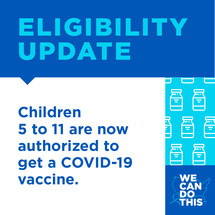 ELIGIBILITY
UPDATE
Children
5 to 11 are now
authorized to
get a COVID-19
vaccine.
WE
CAN
DO
THIS